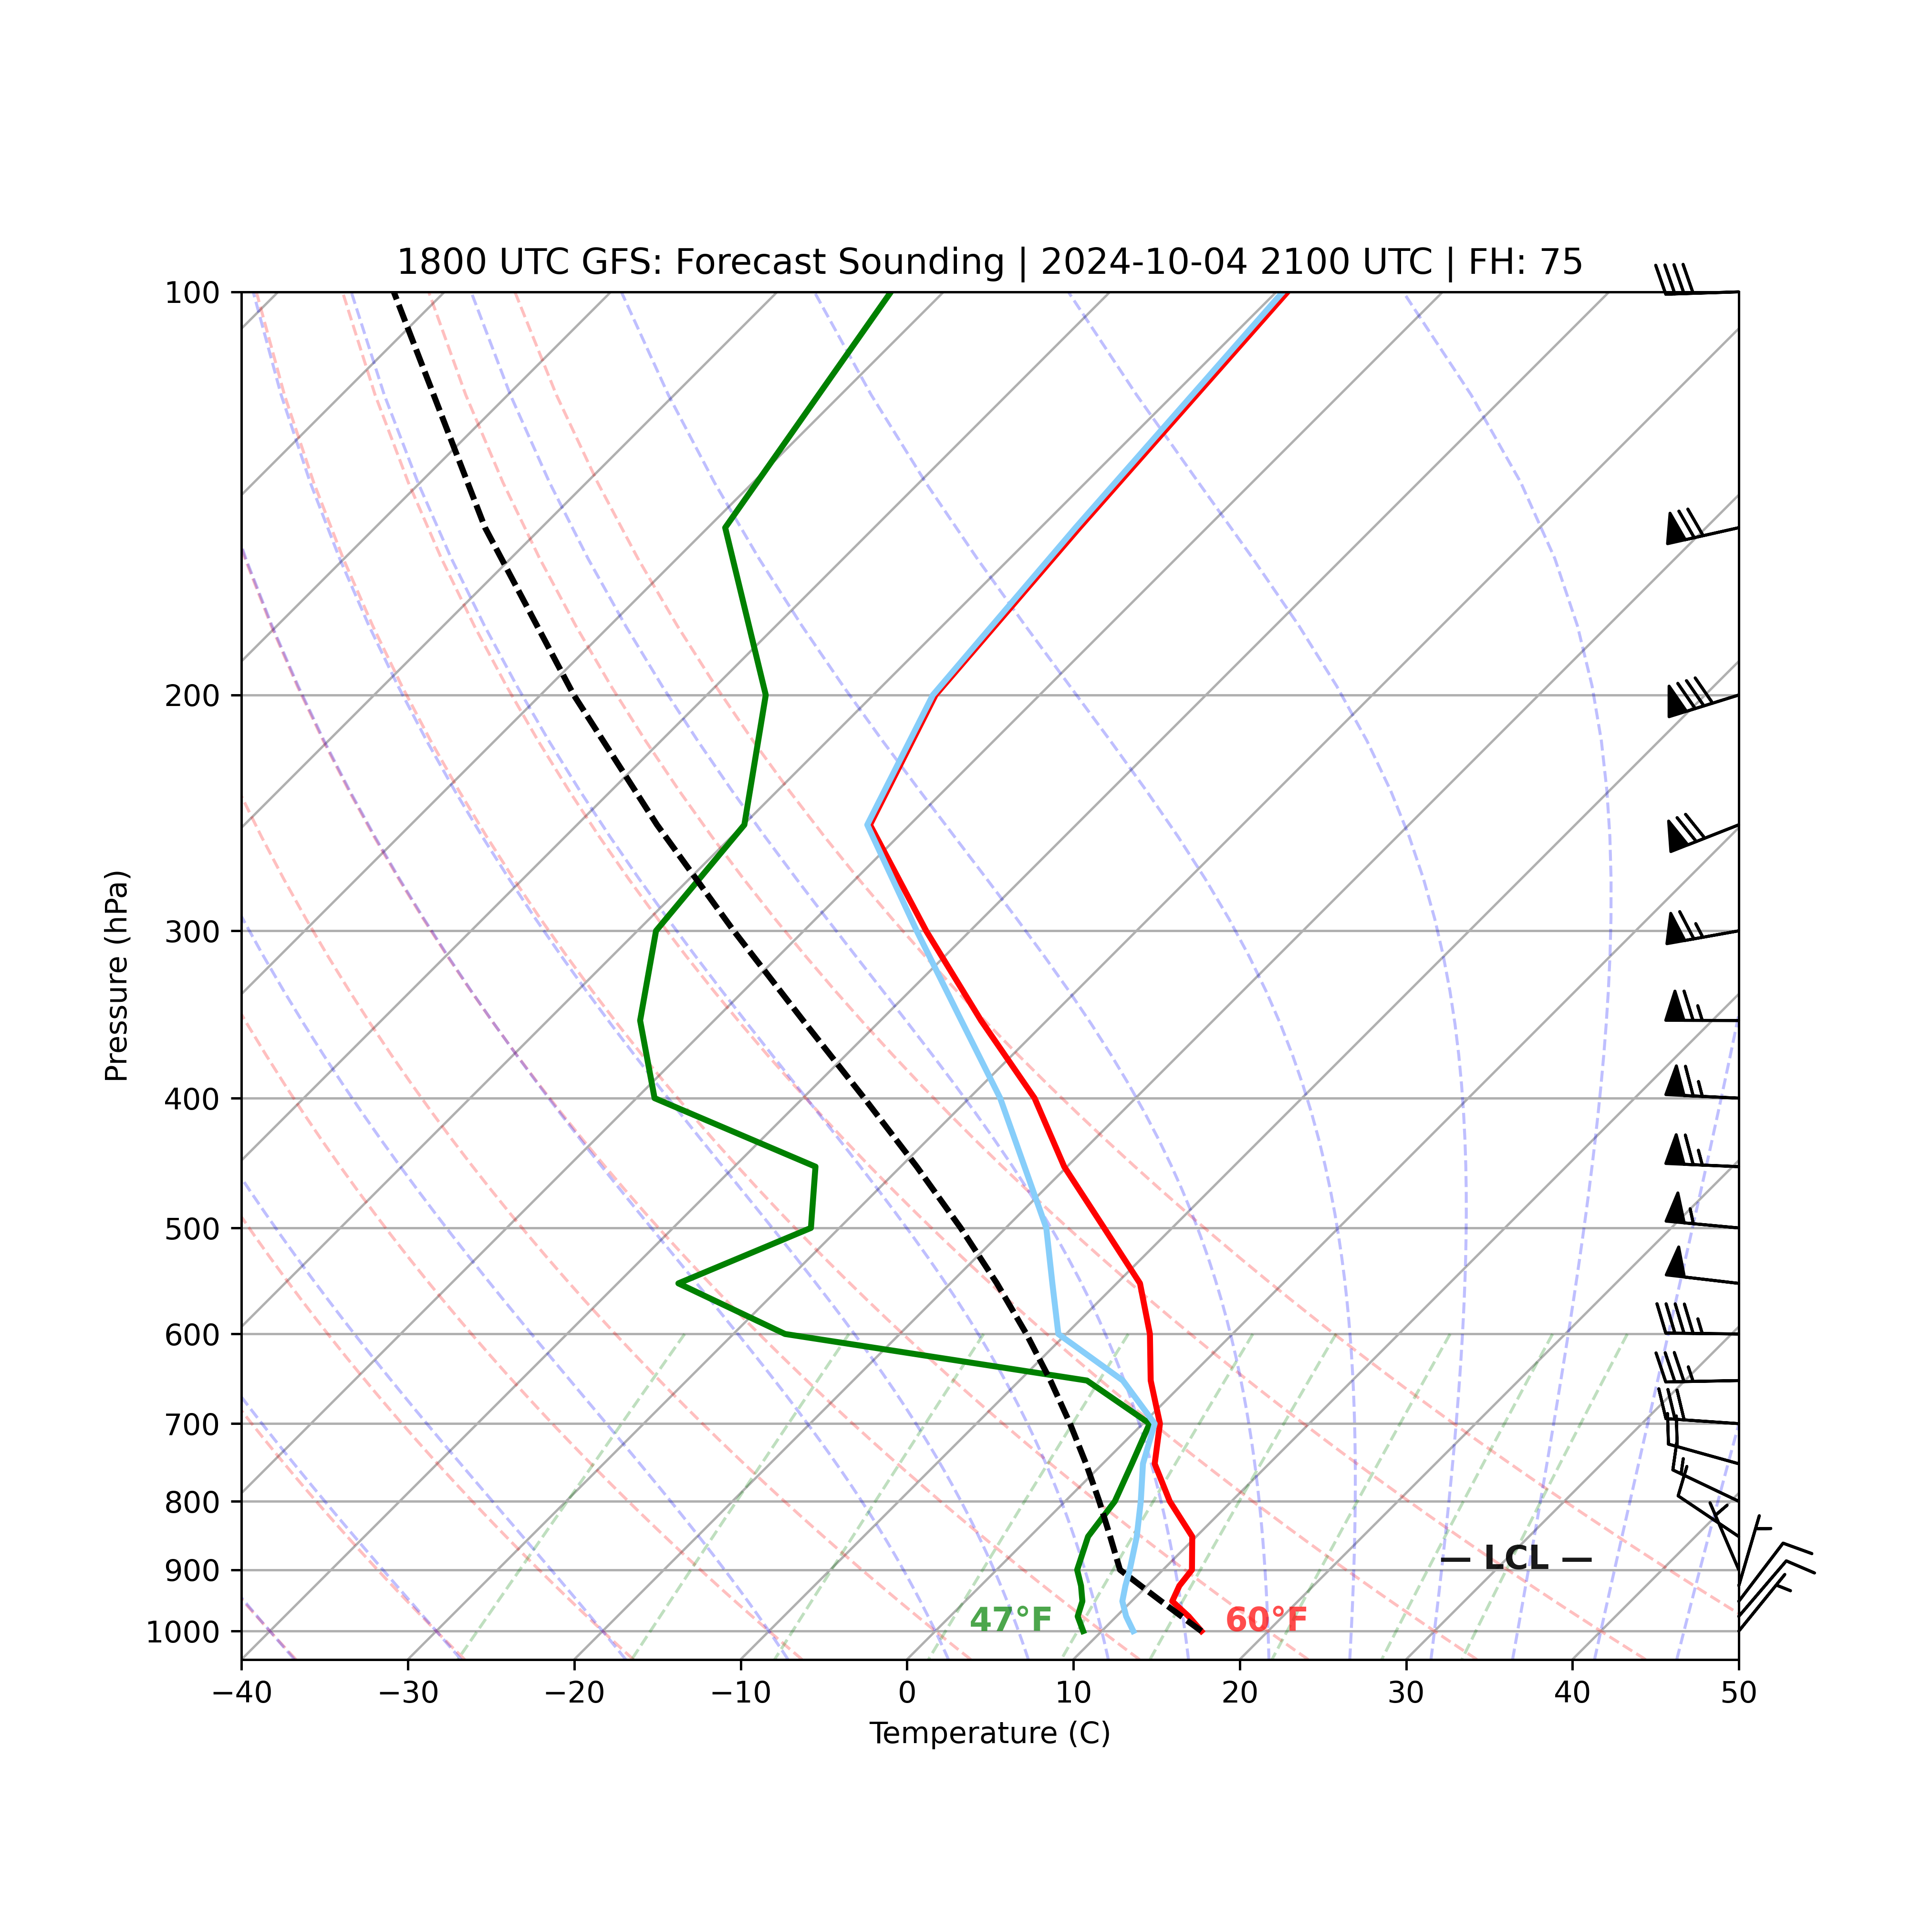 1800 UTC GFS: Forecast Sounding | 2024-10-04 2100 UTC | FH: 75
100
200
300
400
500
600
700
800
900
1000
Pressure (hPa)
— LCL —
47°F
60°F
−40 −30 −20 −10 0 10 20 30 40 50
Temperature (C)